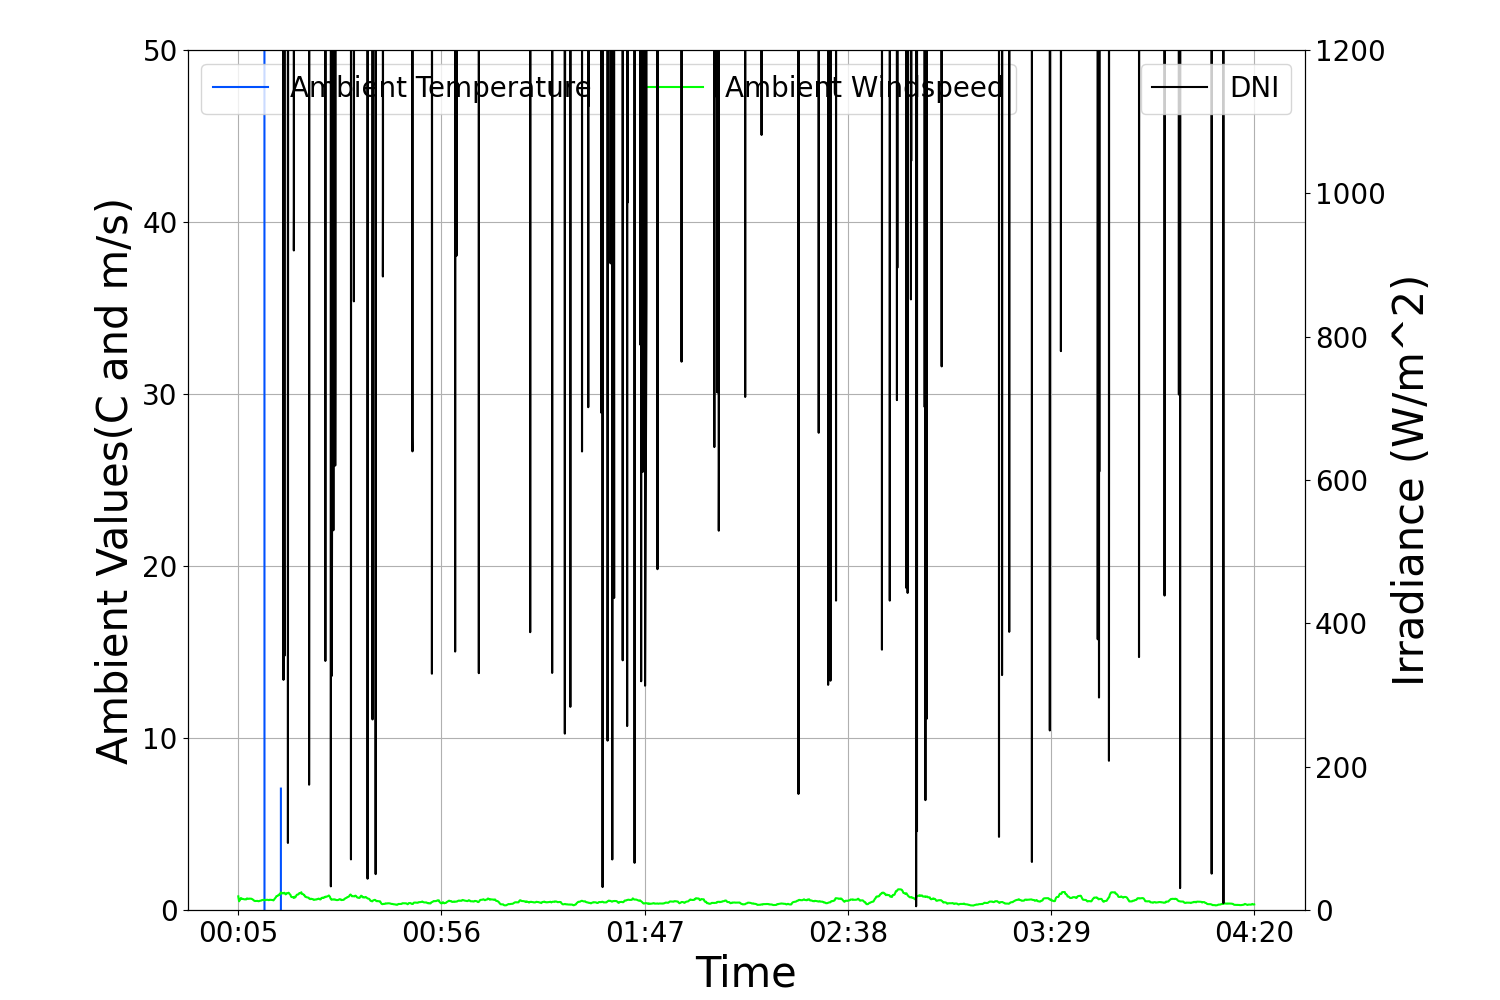 Ambient Temperature Ambient Windspeed DNI
50
40
30
20
10
0
Ambient Values(C and m/s)
1200
1000
800
600
400
200
0
Irradiance (W/m^2)
00:05 00:56 01:47 02:38 03:29 04:20
Time